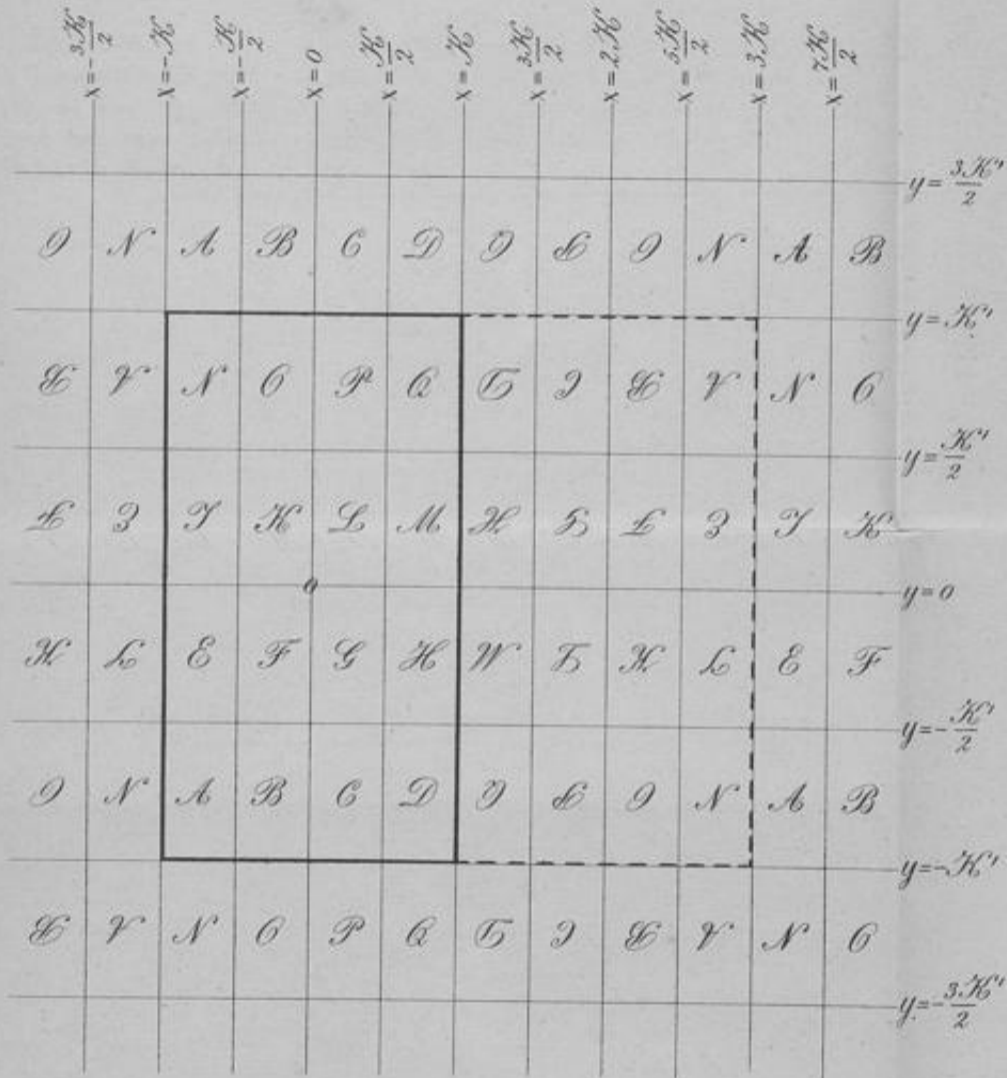 x=-3K/2 x=-K x=-K/2 x=0 x=K/2 x=K x=3K/2 x=2K x=5K/2 x=3K x=7K/2
y=3K'/2
O N A B C D Q P O N A B
y=K'
B A N O P Q D C B A N O
y=K'/2
F E I K L M H G F E I K
0 y=0
K I E F G H M L K I E F
y=-K'/2
O N A B C D Q P O N A B
y=-K'
B A N O P Q D C B A N O
y=-3K'/2